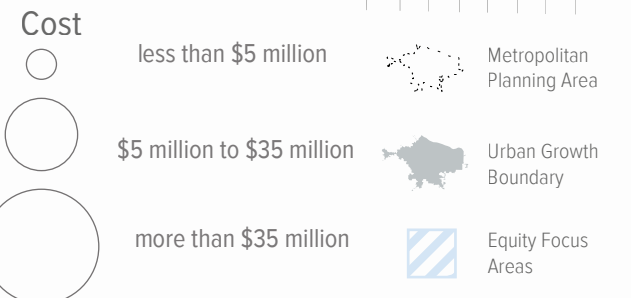 Cost
less than $5 million
$5 million to $35 million
more than $35 million
Metropolitan
Planning Area
Urban Growth
Boundary
Equity Focus
Areas